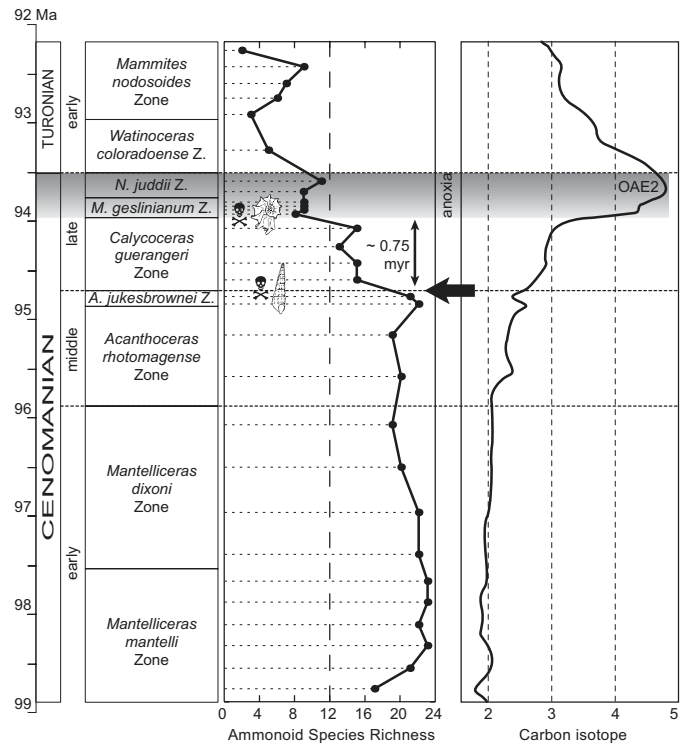 92 Ma
93
94
95
96
97
98
99
TURONIAN
CENOMANIAN
early
late
middle
early
Mammites
nodosoides
Zone
Watinoceras
coloradoense Z.
N. juddii Z.
M. geslinianum Z.
Calycoceras
guerangeri
Zone
A. jukesbrownei Z.
Acanthoceras
rhotomagense
Zone
Mantelliceras
dixoni
Zone
Mantelliceras
mantelli
Zone
~ 0.75
myr
anoxia
OAE2
0 4 8 12 16 20 24
Ammonoid Species Richness
2 3 4 5
Carbon isotope